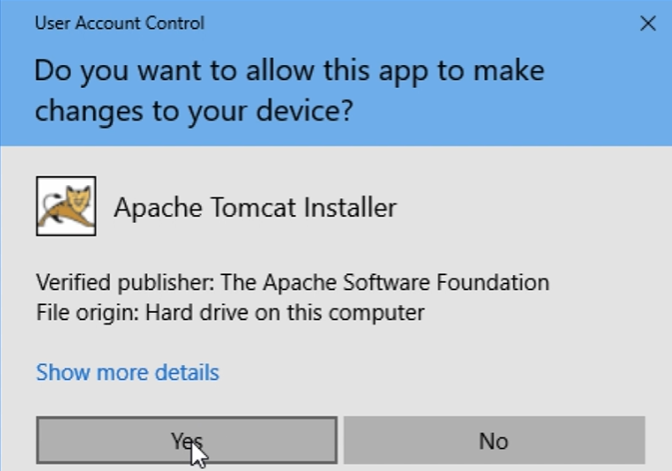 User Account Control
Do you want to allow this app to make
changes to your device?
Apache Tomcat Installer
Verified publisher: The Apache Software Foundation
File origin: Hard drive on this computer
Show more details
Yes
No